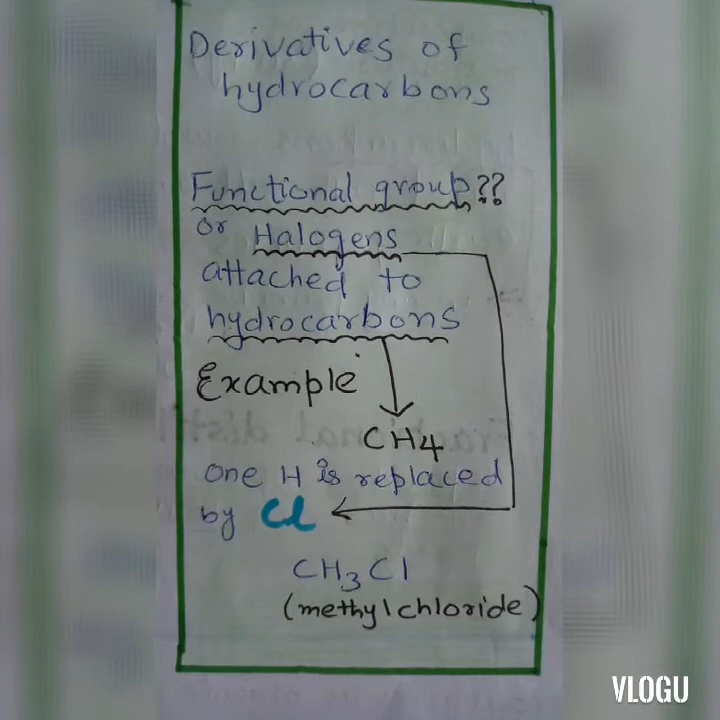 Derivatives of
hydrocarbons
Functional group??
or Halogens
attached to
hydrocarbons
Example
CH4
one H is replaced
by Cl
CH3Cl
(methylchloride)
VLOGU